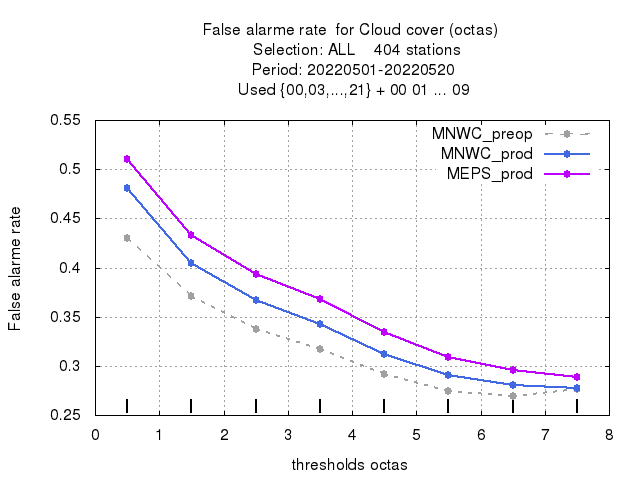 False alarme rate  for Cloud cover (octas)
Selection: ALL    404 stations
Period: 20220501-20220520
Used {00,03,...,21} + 00 01 ... 09
MNWC_preop
MNWC_prod
MEPS_prod
False alarme rate
0.55
0.5
0.45
0.4
0.35
0.3
0.25
0 1 2 3 4 5 6 7 8
thresholds octas